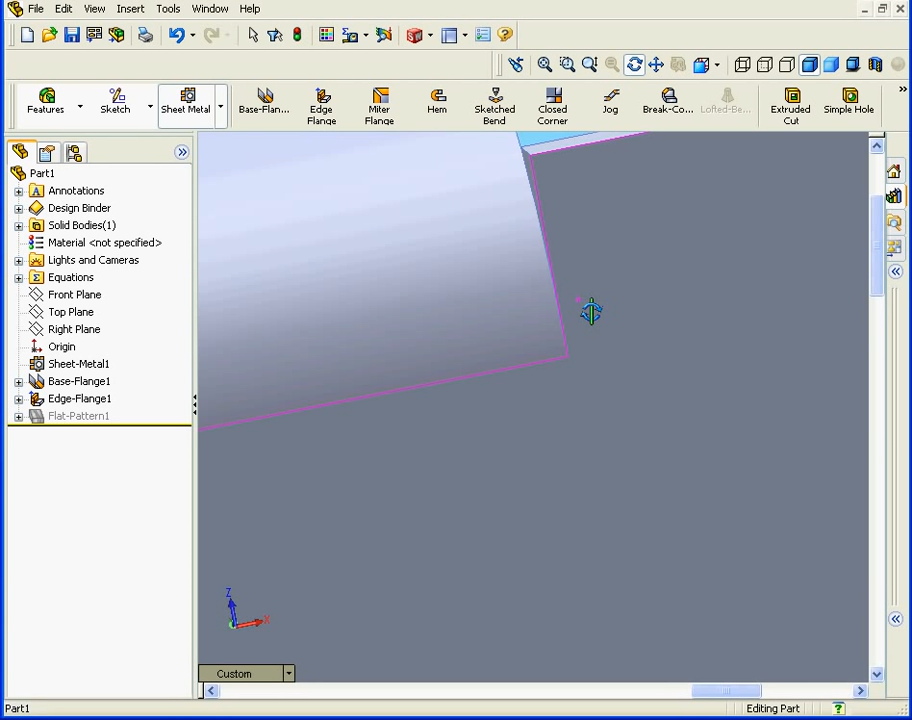 File Edit View Insert Tools Window Help
Features Sketch Sheet Metal Base-Flan... Edge Flange Miter Flange Hem Sketched Bend Closed Corner Jog Break-Co... Lofted-Be... Extruded Cut Simple Hole
Part1
Annotations
Design Binder
Solid Bodies(1)
Material <not specified>
Lights and Cameras
Equations
Front Plane
Top Plane
Right Plane
Origin
Sheet-Metal1
Base-Flange1
Edge-Flange1
Flat-Pattern1
Z
X
Custom
Part1 Editing Part